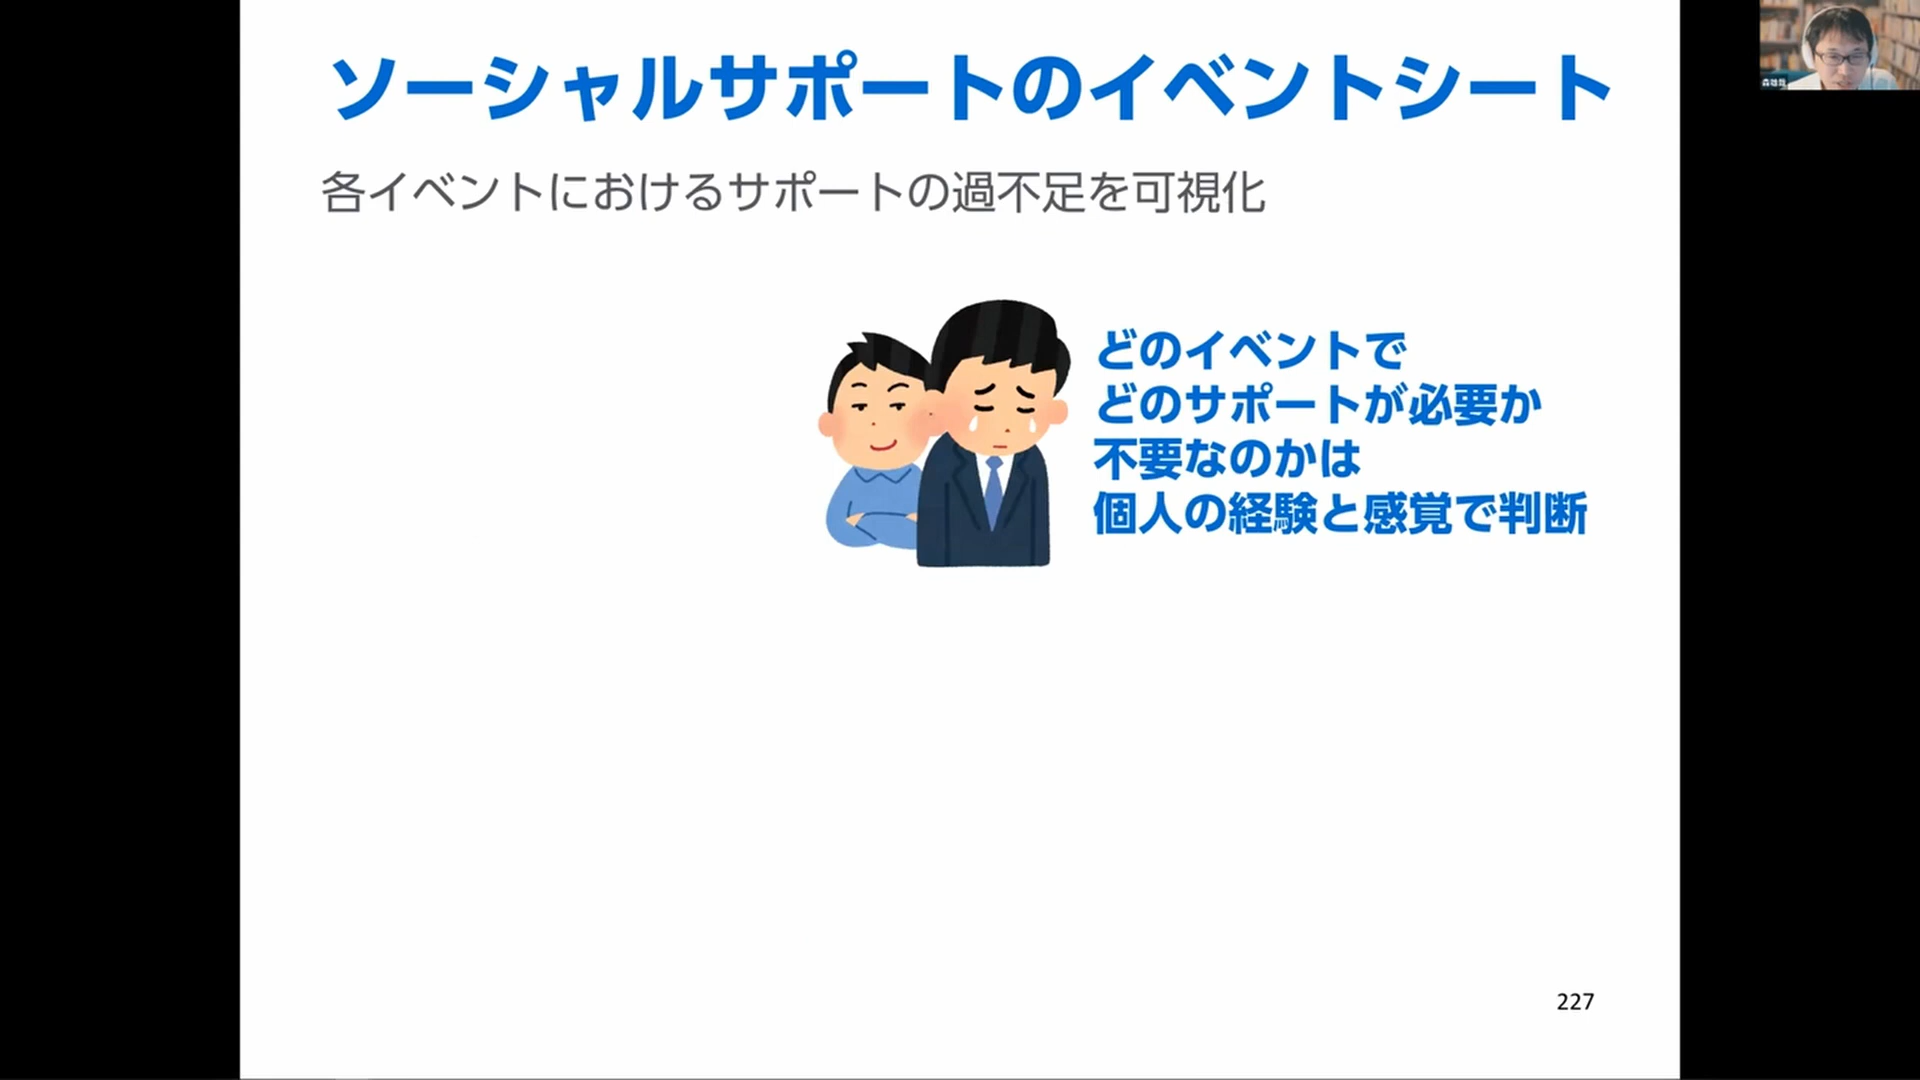 ソーシャルサポートのイベントシート
各イベントにおけるサポートの過不足を可視化
どのイベントで
どのサポートが必要か
不要なのかは
個人の経験と感覚で判断
227